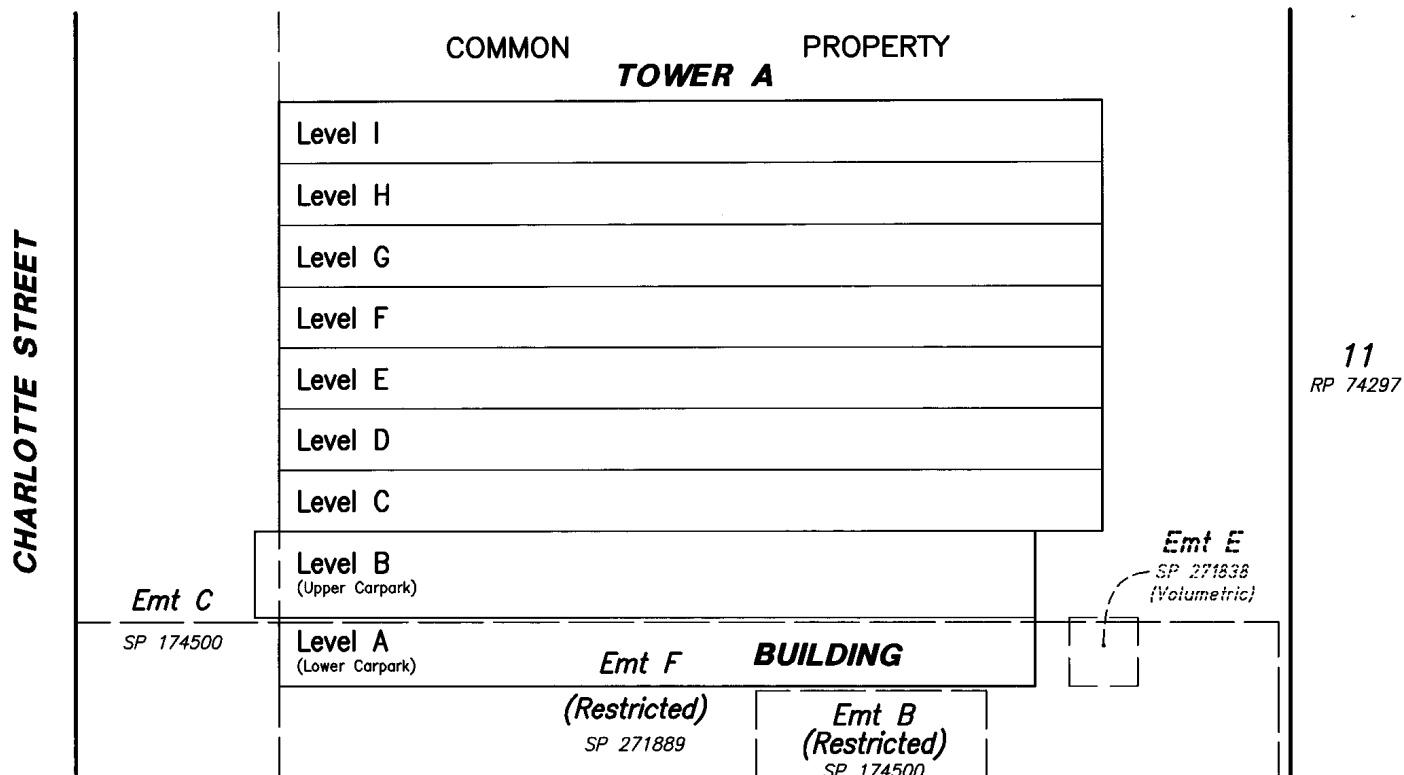 COMMON PROPERTY
TOWER A
Level I
Level H
Level G
Level F
Level E
Level D
Level C
Level B
(Upper Carpark)
Level A
(Lower Carpark)
CHARLOTTE STREET
Emt C
SP 174500
Emt F
(Restricted)
SP 271889
BUILDING
Emt B
(Restricted)
SP 174500
Emt E
SP 271838
(Volumetric)
11
RP 74297